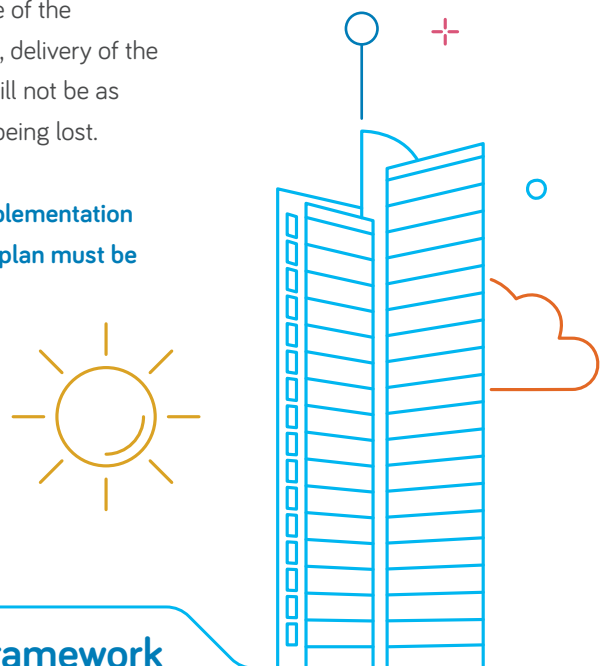 e of the
, delivery of the
ill not be as
being lost.
plementation
plan must be
ramework